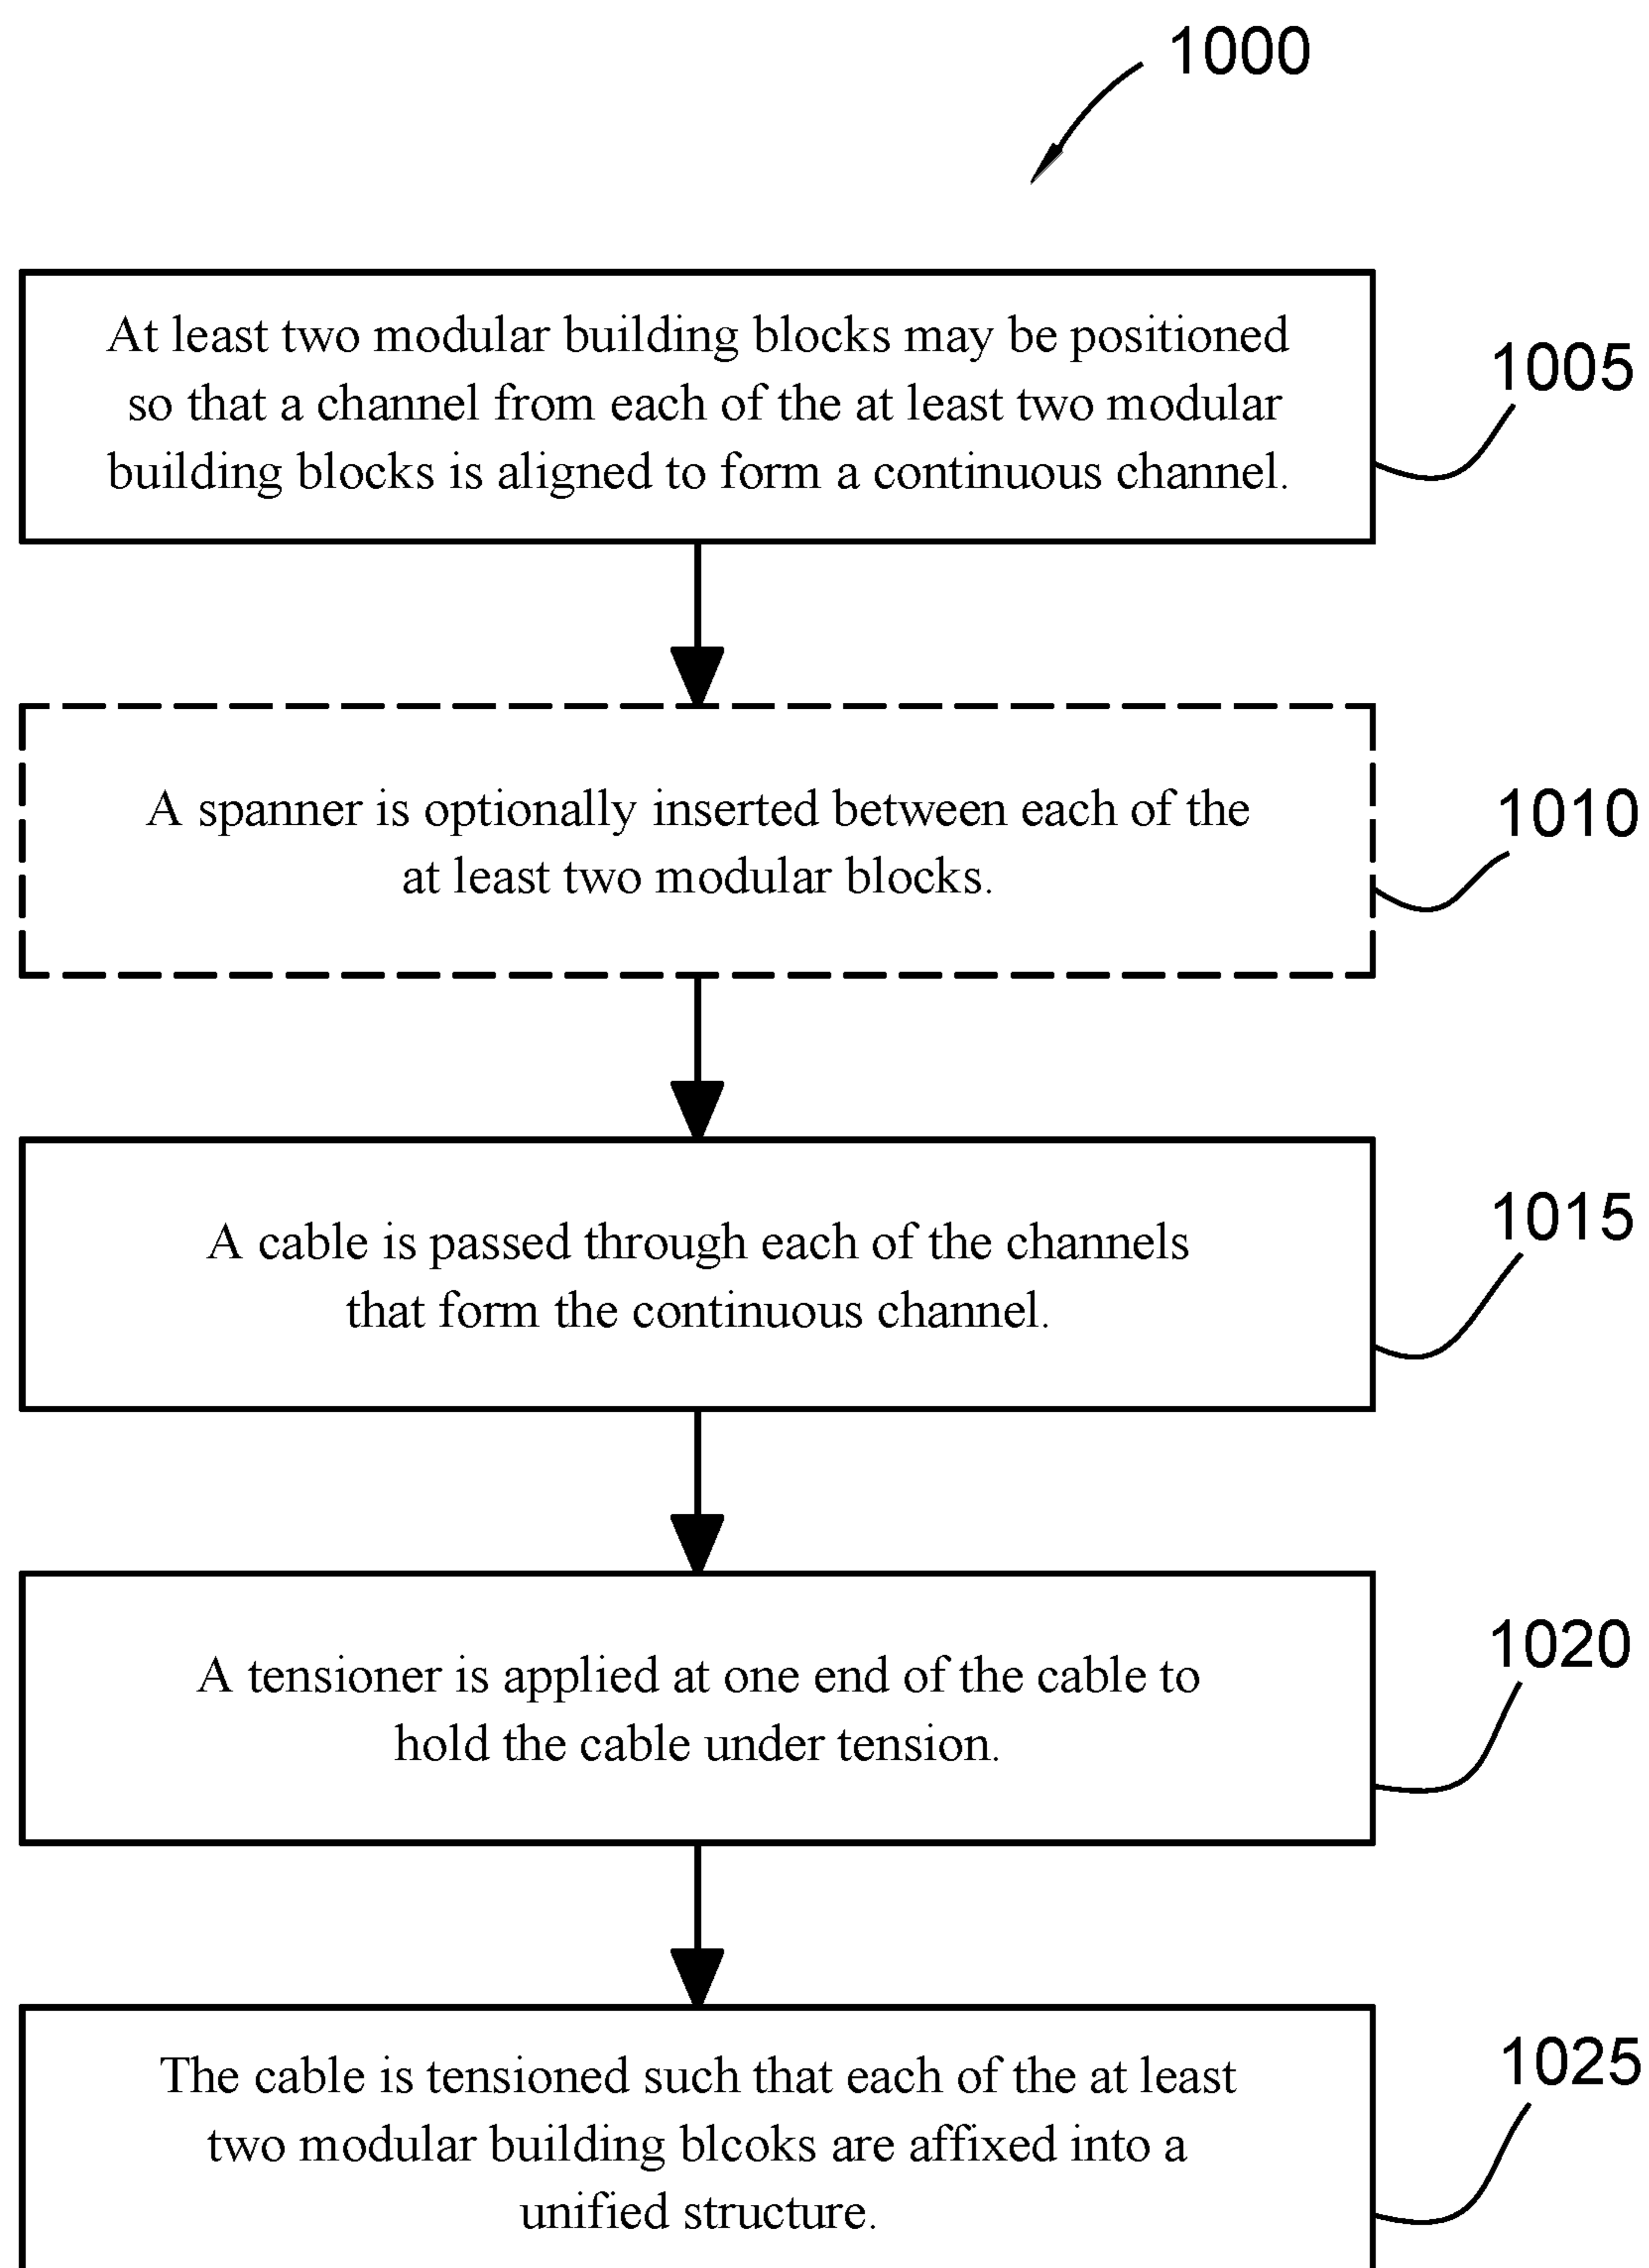 1000
At least two modular building blocks may be positioned
so that a channel from each of the at least two modular
building blocks is aligned to form a continuous channel.
1005
A spanner is optionally inserted between each of the
at least two modular blocks.
1010
A cable is passed through each of the channels
that form the continuous channel.
1015
A tensioner is applied at one end of the cable to
hold the cable under tension.
1020
The cable is tensioned such that each of the at least
two modular building blcoks are affixed into a
unified structure.
1025